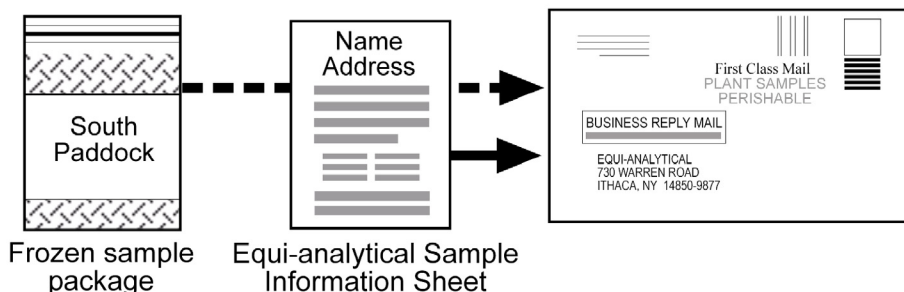 South
Paddock
Frozen sample
package
Name
Address
Equi-analytical Sample
Information Sheet
First Class Mail
PLANT SAMPLES
PERISHABLE
BUSINESS REPLY MAIL
EQUI-ANALYTICAL
730 WARREN ROAD
ITHACA, NY 14850-9877